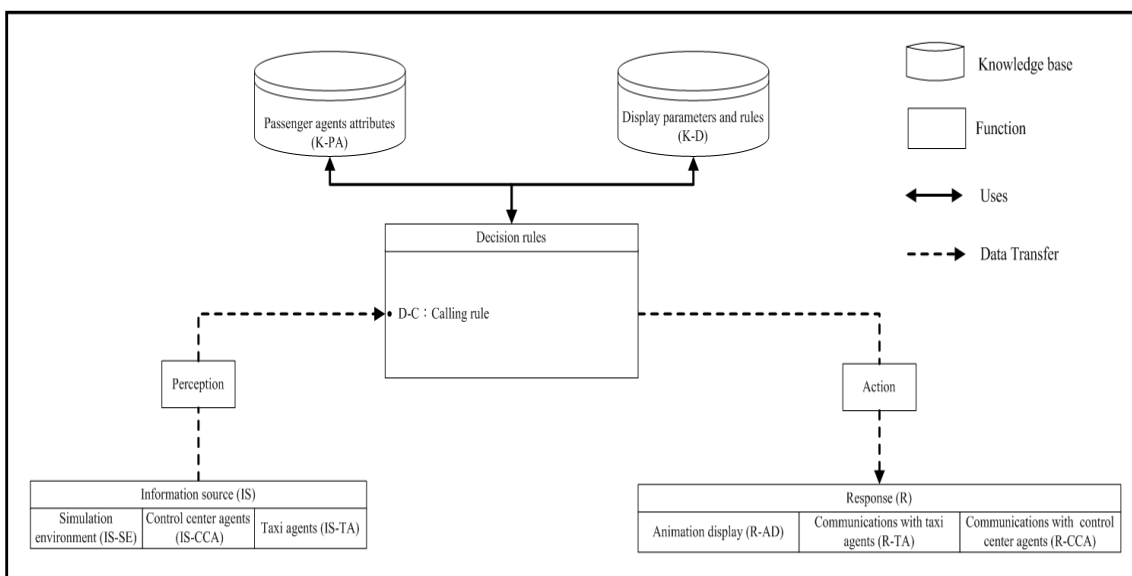 Passenger agents attributes
(K-PA)
Display parameters and rules
(K-D)
Knowledge base
Function
Uses
Data Transfer
Decision rules
• D-C：Calling rule
Perception
Action
Information source (IS)
Simulation
environment (IS-SE)
Control center agents
(IS-CCA)
Taxi agents (IS-TA)
Response (R)
Animation display (R-AD)
Communications with taxi
agents (R-TA)
Communications with control
center agents (R-CCA)